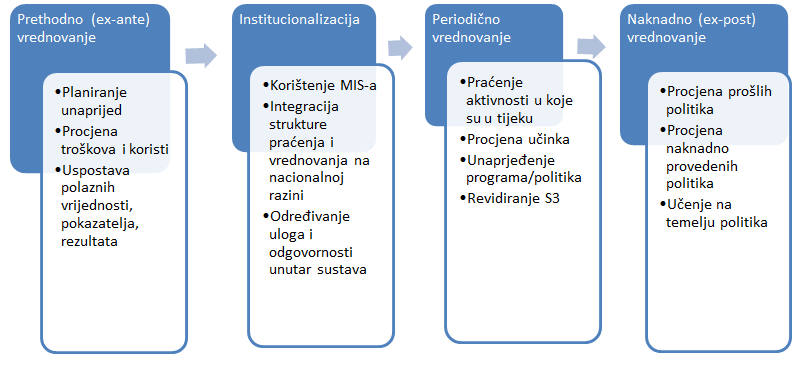 Prethodno (ex-ante)
vrednovanje
•Planiranje
unaprijed
•Procjena
troškova i koristi
•Uspostava
polaznih
vrijednosti,
pokazatelja,
rezultata
Institucionalizacija
•Korištenje MIS-a
•Integracija
strukture
praćenja i
vrednovanja na
nacionalnoj
razini
•Određivanje
uloga i
odgovornosti
unutar sustava
Periodično
vrednovanje
•Praćenje
aktivnosti u koje
su u tijeku
•Procjena učinka
•Unaprjeđenje
programa/politika
•Revidiranje S3
Naknadno (ex-post)
vrednovanje
•Procjena prošlih
politika
•Procjena
naknadno
provedenih
politika
•Učenje na
temelju politika